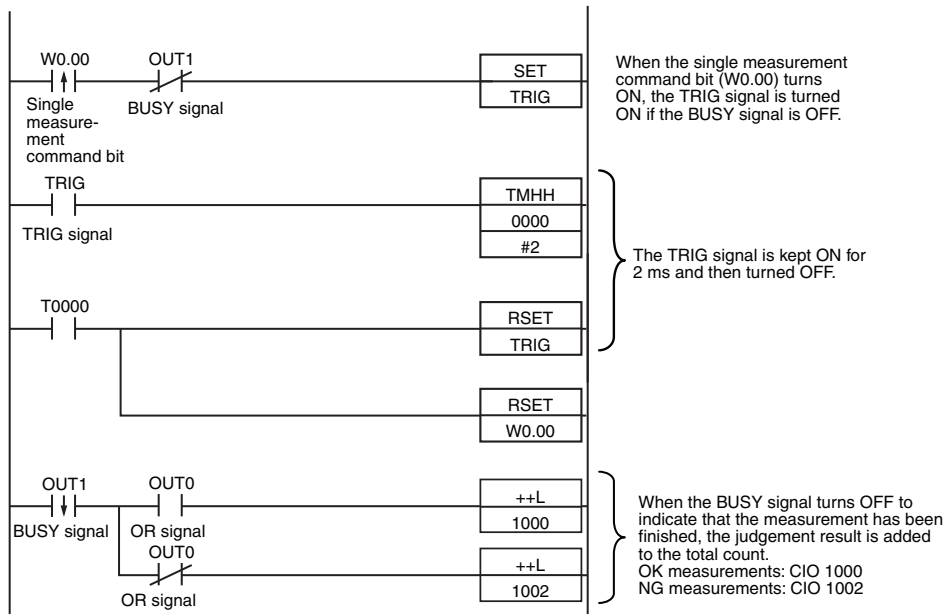 W0.00
OUT1
SET
TRIG
Single
measure-
ment
command bit
BUSY signal
When the single measurement
command bit (W0.00) turns
ON, the TRIG signal is turned
ON if the BUSY signal is OFF.
TRIG
TRIG signal
TMHH
0000
#2
The TRIG signal is kept ON for
2 ms and then turned OFF.
T0000
RSET
TRIG
RSET
W0.00
OUT1
BUSY signal
OUT0
OR signal
++L
1000
OUT0
OR signal
++L
1002
When the BUSY signal turns OFF to
indicate that the measurement has been
finished, the judgement result is added
to the total count.
OK measurements: CIO 1000
NG measurements: CIO 1002